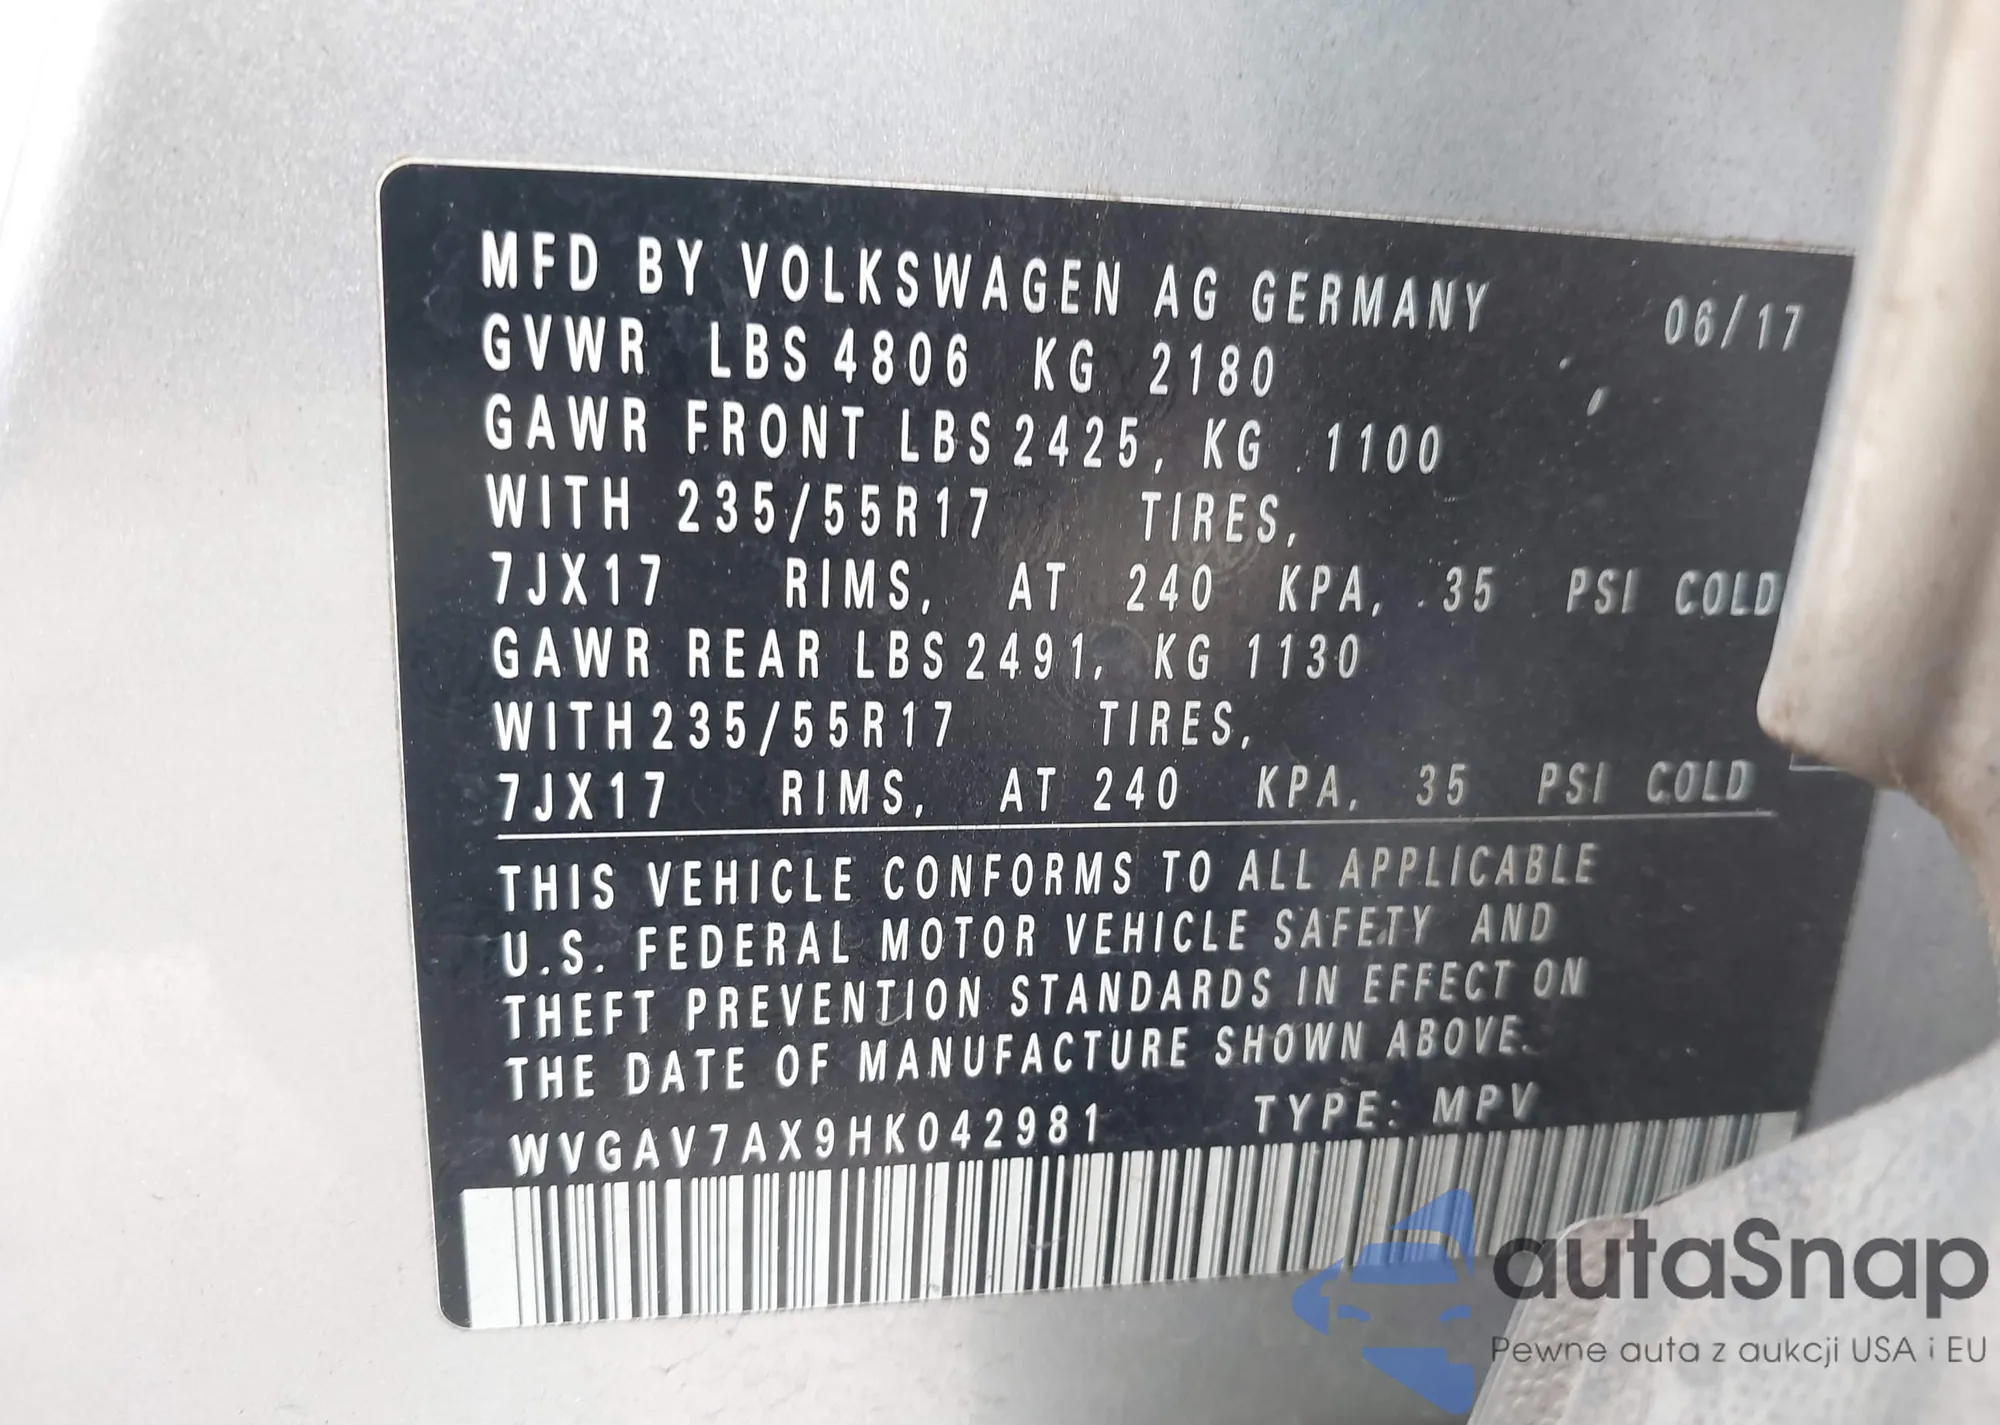 MFD BY VOLKSWAGEN AG GERMANY 06/17
GVWR LBS 4806 KG 2180
GAWR FRONT LBS 2425, KG 1100
WITH 235/55R17 TIRES,
7JX17 RIMS, AT 240 KPA, 35 PSI COLD
GAWR REAR LBS 2491, KG 1130
WITH 235/55R17 TIRES,
7JX17 RIMS, AT 240 KPA, 35 PSI COLD
THIS VEHICLE CONFORMS TO ALL APPLICABLE
U.S. FEDERAL MOTOR VEHICLE SAFETY AND
THEFT PREVENTION STANDARDS IN EFFECT ON
THE DATE OF MANUFACTURE SHOWN ABOVE.
WVGAV7AX9HK042981 TYPE: MPV
autaSnap
Pewne auta z aukcji USA i EU